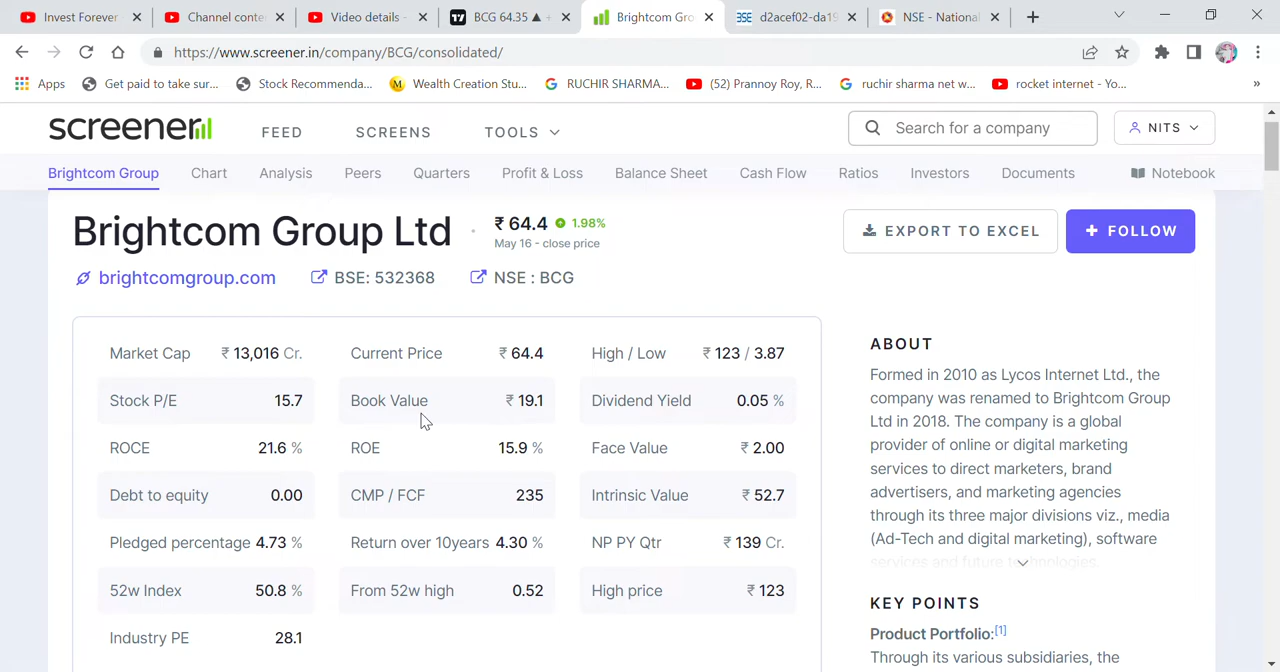 Invest Forever
Channel conte
Video details -
BCG 64.35 ▲ +
Brightcom Gro
d2acef02-da19
NSE - National
https://www.screener.in/company/BCG/consolidated/
Apps
Get paid to take sur...
Stock Recommenda...
Wealth Creation Stu...
RUCHIR SHARMA...
(52) Prannoy Roy, R...
ruchir sharma net w...
rocket internet - Yo...
»
screener
FEED
SCREENS
TOOLS
Search for a company
NITS
Brightcom Group
Chart
Analysis
Peers
Quarters
Profit & Loss
Balance Sheet
Cash Flow
Ratios
Investors
Documents
Notebook
Brightcom Group Ltd
₹ 64.4 1.98%
May 16 - close price
EXPORT TO EXCEL
+ FOLLOW
brightcomgroup.com
BSE: 532368
NSE : BCG
Market Cap ₹ 13,016 Cr.
Current Price ₹ 64.4
High / Low ₹ 123 / 3.87
Stock P/E 15.7
Book Value ₹ 19.1
Dividend Yield 0.05 %
ROCE 21.6 %
ROE 15.9 %
Face Value ₹ 2.00
Debt to equity 0.00
CMP / FCF 235
Intrinsic Value ₹ 52.7
Pledged percentage 4.73 %
Return over 10years 4.30 %
NP PY Qtr ₹ 139 Cr.
52w Index 50.8 %
From 52w high 0.52
High price ₹ 123
Industry PE 28.1
ABOUT
Formed in 2010 as Lycos Internet Ltd., the
company was renamed to Brightcom Group
Ltd in 2018. The company is a global
provider of online or digital marketing
services to direct marketers, brand
advertisers, and marketing agencies
through its three major divisions viz., media
(Ad-Tech and digital marketing), software
services and future technologies.
KEY POINTS
Product Portfolio:[1]
Through its various subsidiaries, the